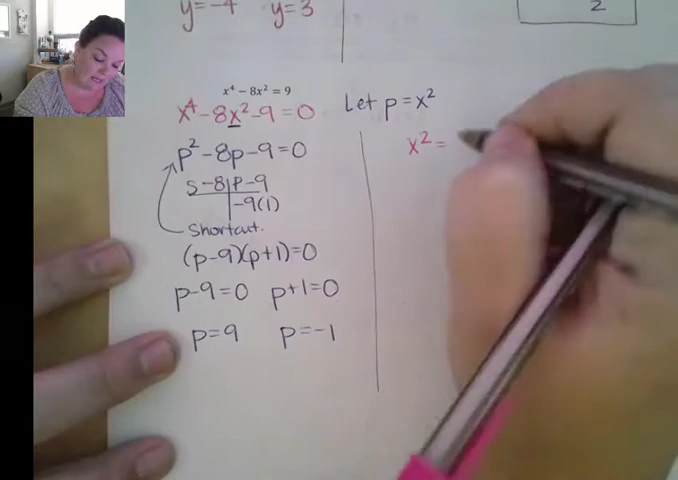 y=-4 y=3
2
x⁴ - 8x² = 9
x⁴-8x²-9=0 Let p=x²
p²-8p-9=0 x²=
S -8 P -9
-9(1)
Shortcut.
(p-9)(p+1)=0
p-9=0 p+1=0
p=9 p=-1